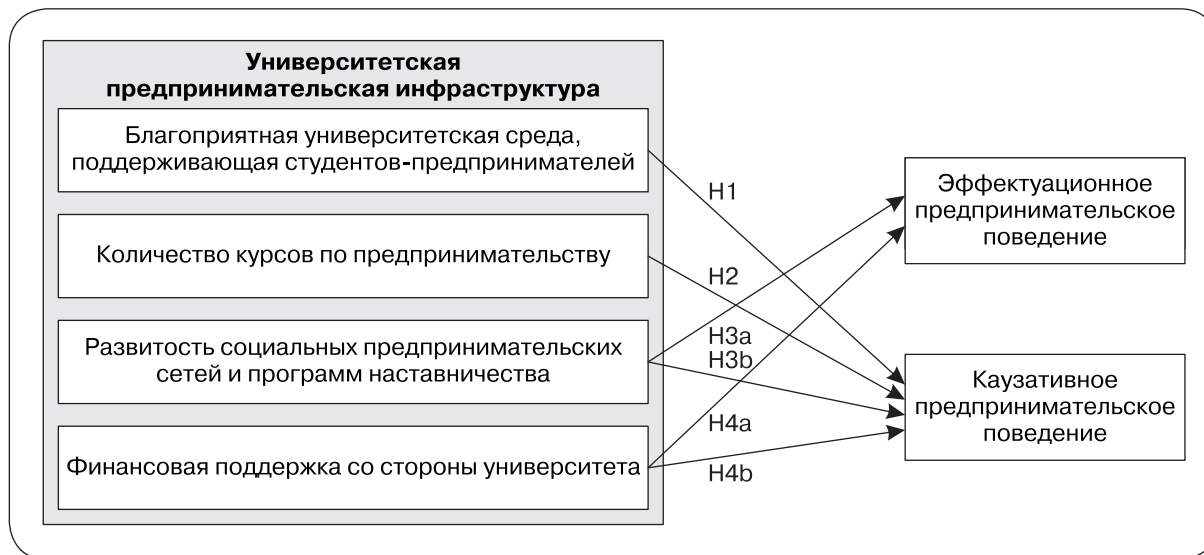 Университетская
предпринимательская инфраструктура
Благоприятная университетская среда,
поддерживающая студентов-предпринимателей
Количество курсов по предпринимательству
Развитость социальных предпринимательских
сетей и программ наставничества
Финансовая поддержка со стороны университета
H1
H2
H3a
H3b
H4a
H4b
Эффектуационное
предпринимательское
поведение
Каузативное
предпринимательское
поведение